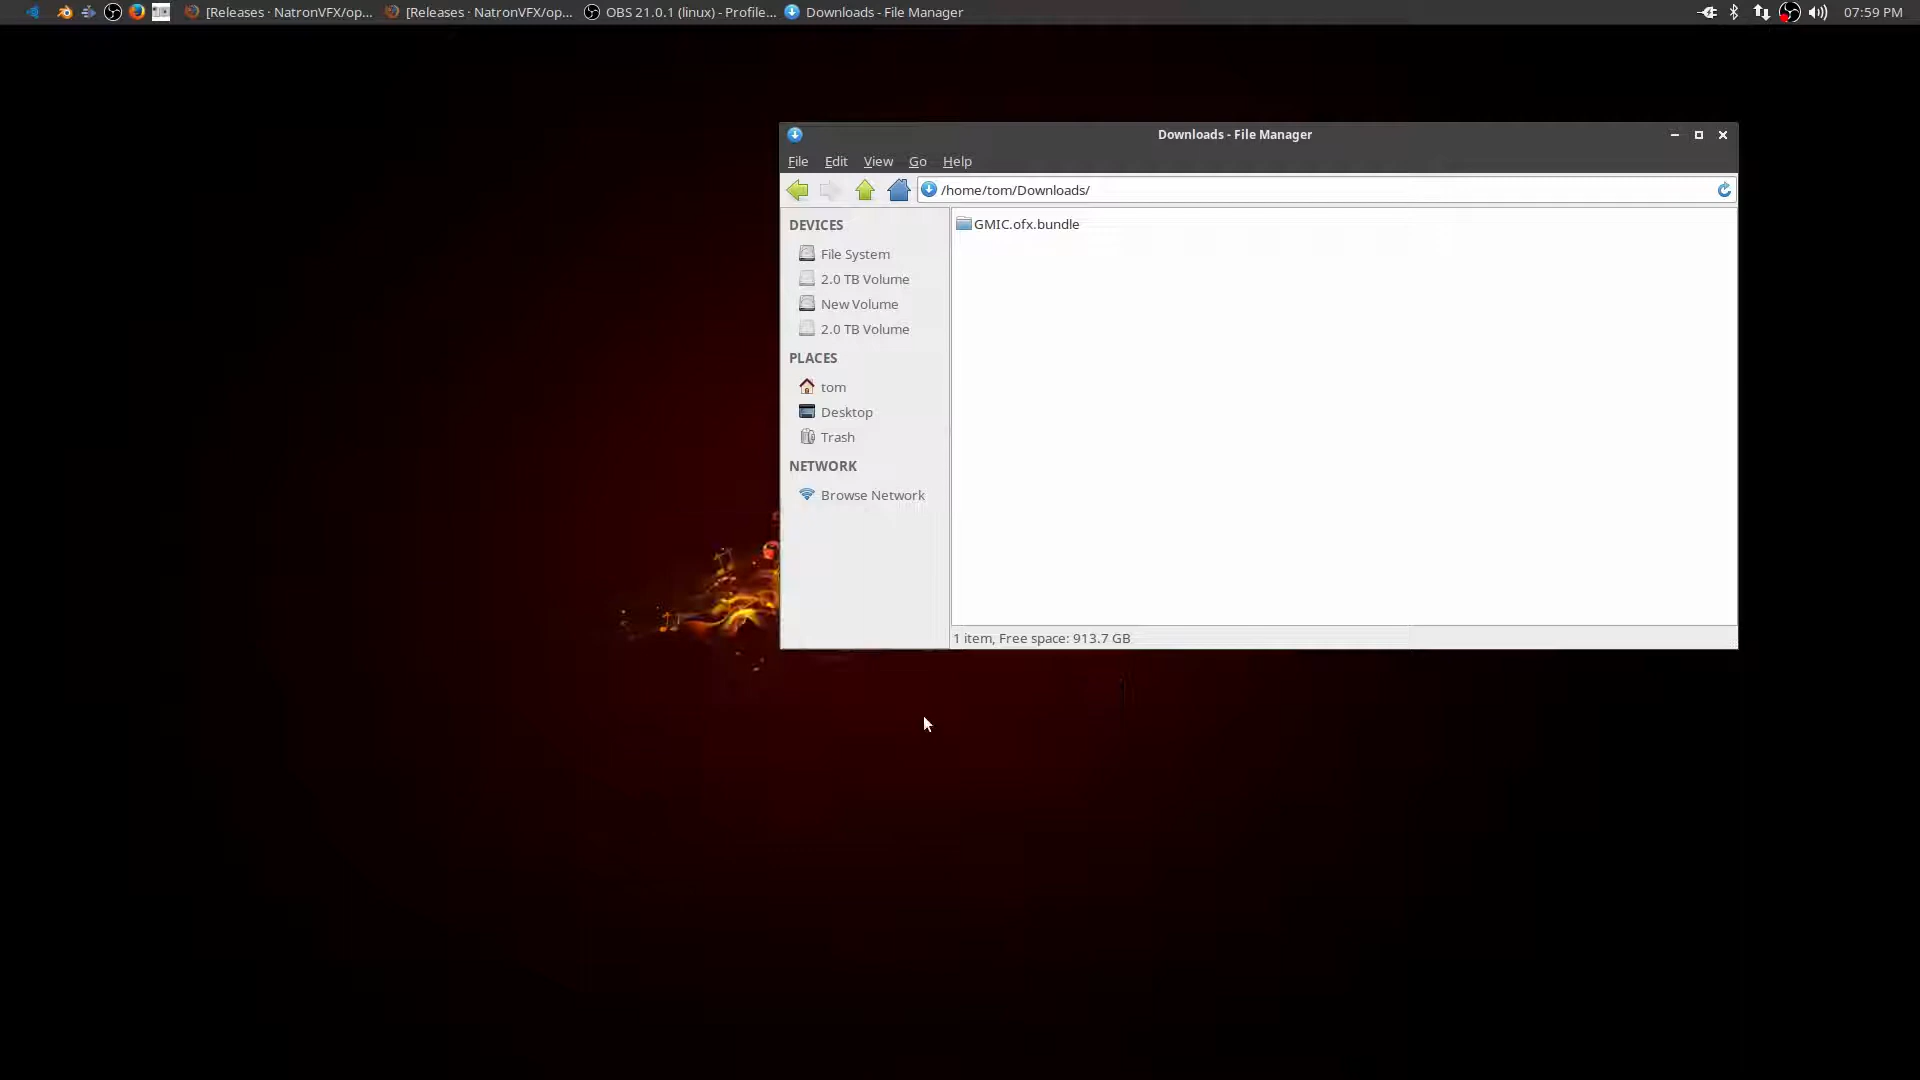 [Releases · NatronVFX/op... [Releases · NatronVFX/op... OBS 21.0.1 (linux) - Profile... Downloads - File Manager 07:59 PM
Downloads - File Manager
File Edit View Go Help
/home/tom/Downloads/
DEVICES
GMIC.ofx.bundle
File System
2.0 TB Volume
New Volume
2.0 TB Volume
PLACES
tom
Desktop
Trash
NETWORK
Browse Network
1 item, Free space: 913.7 GB